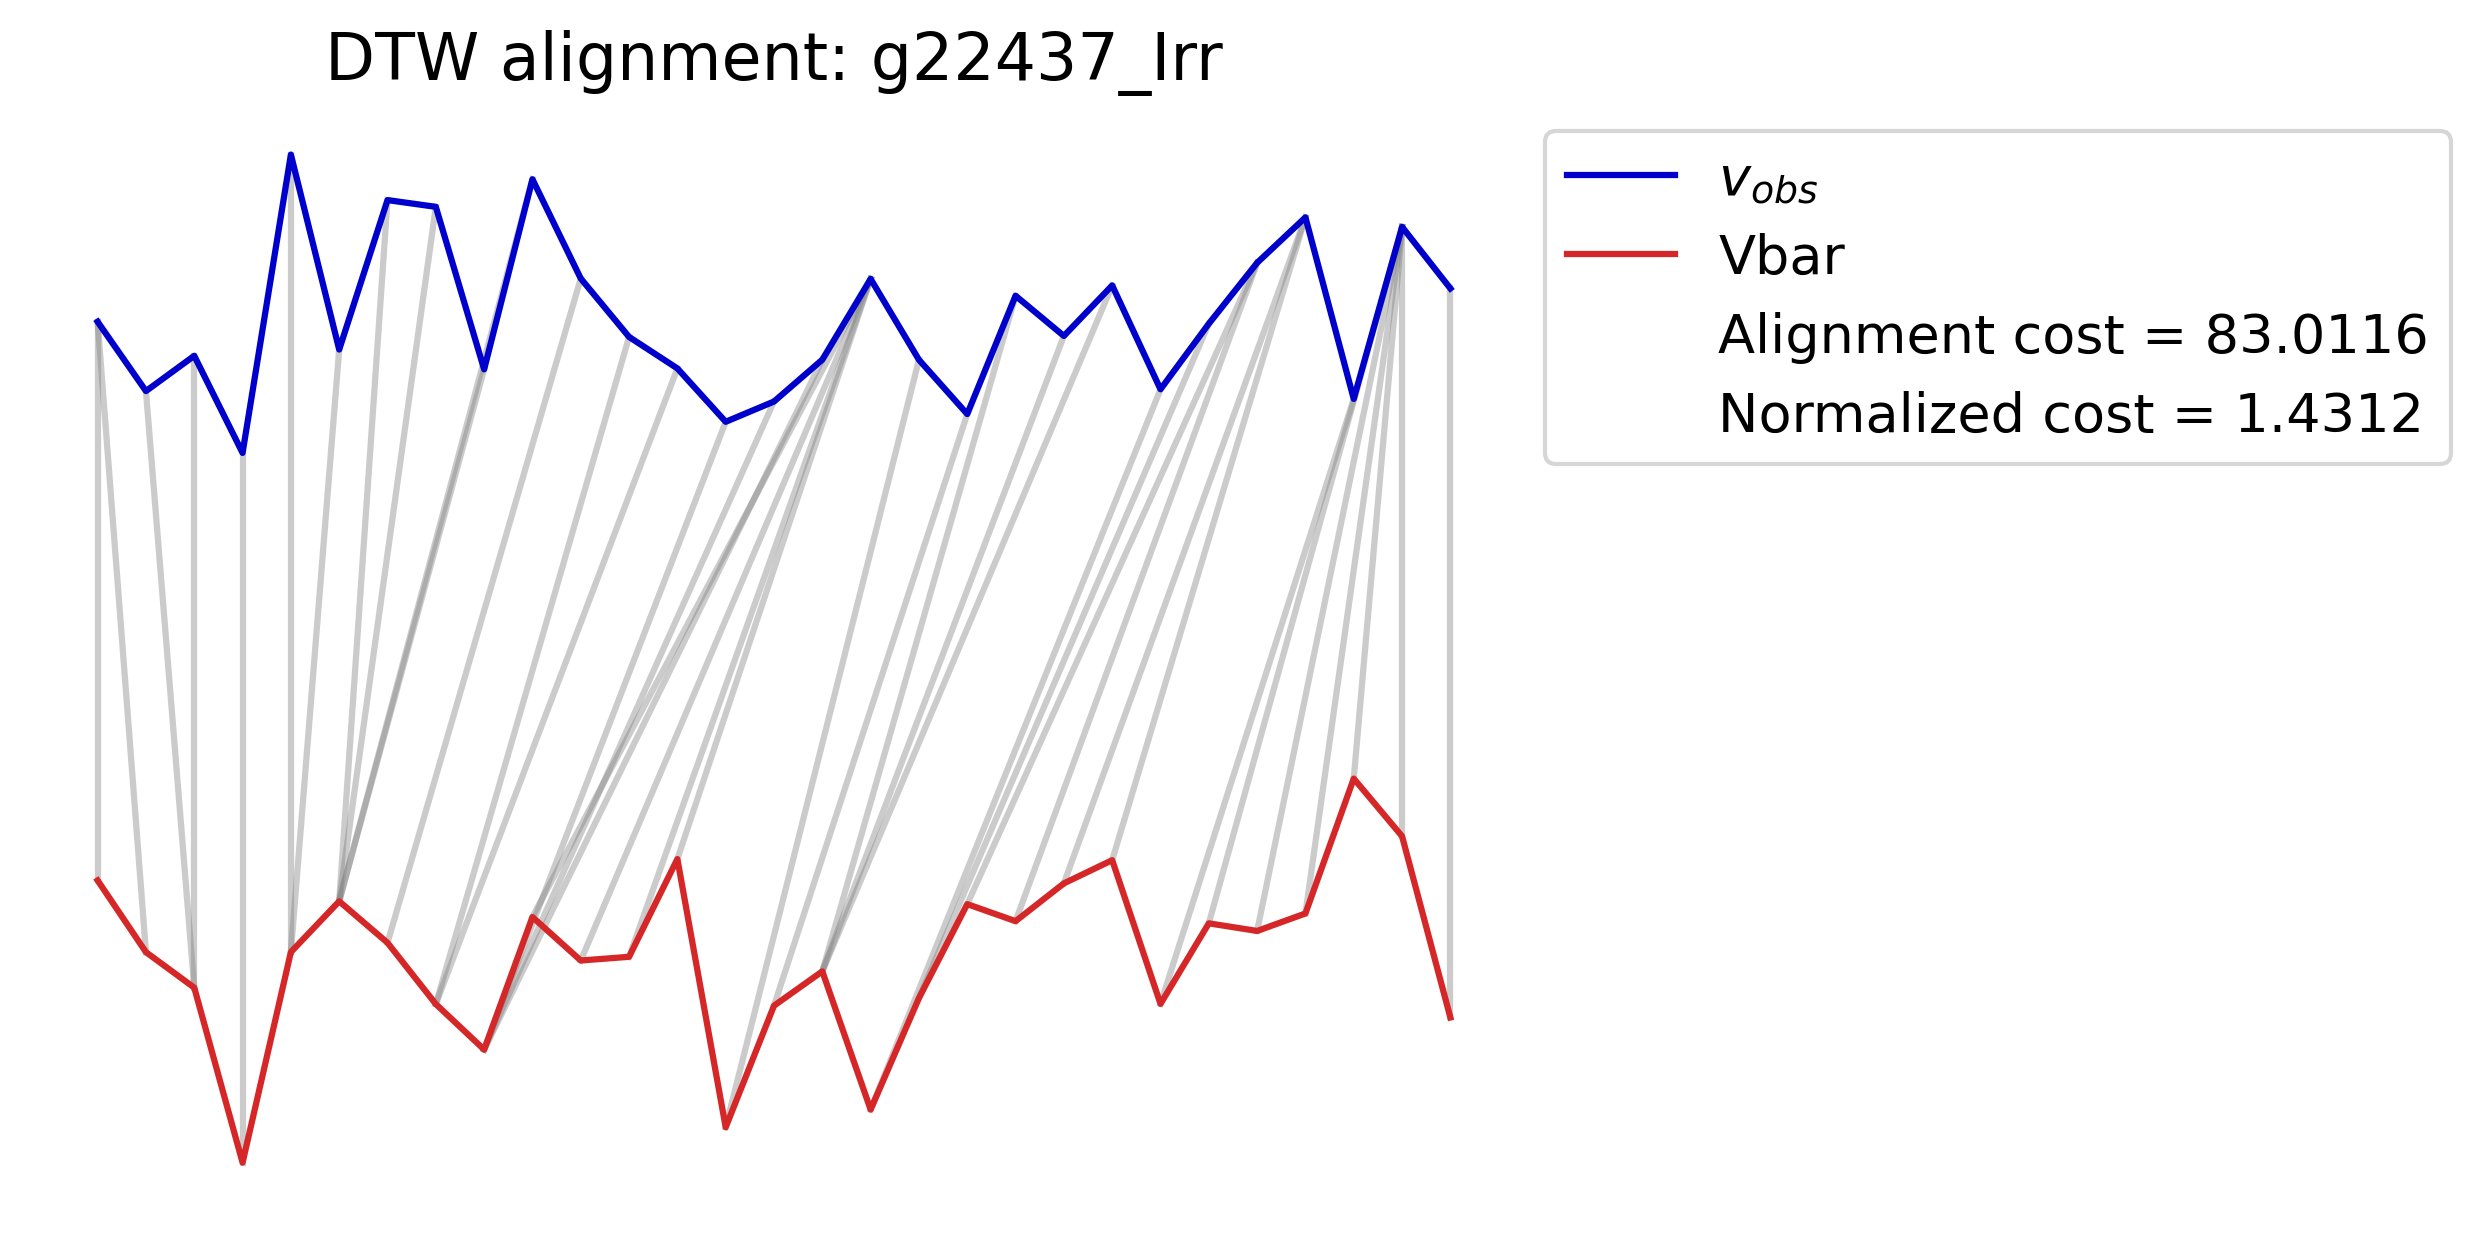 DTW alignment: g22437_Irr
v_obs
Vbar
Alignment cost = 83.0116
Normalized cost = 1.4312